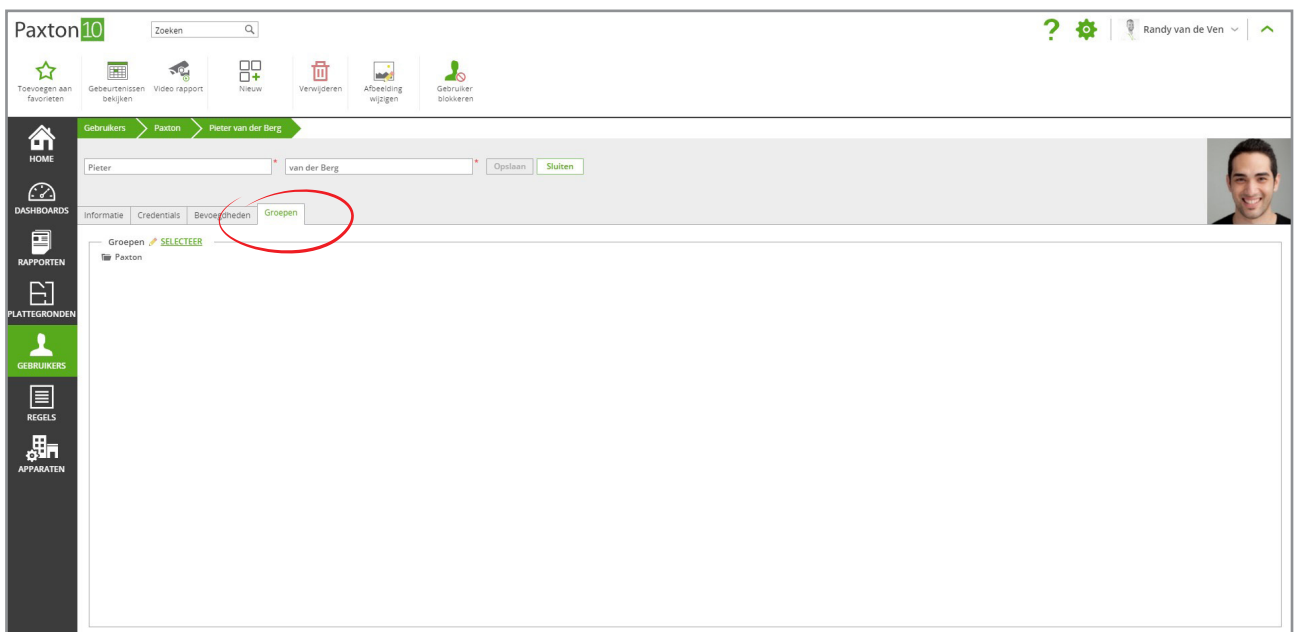 Paxton10
Zoeken
Randy van de Ven
Toevoegen aan
favorieten
Gebeurtenissen
bekijken
Video rapport
Nieuw
Verwijderen
Afbeelding
wijzigen
Gebruiker
blokkeren
Gebruikers
Paxton
Pieter van der Berg
Pieter
*
van der Berg
*
Opslaan
Sluiten
Informatie
Credentials
Bevoegdheden
Groepen
Groepen SELECTEER
Paxton
HOME
DASHBOARDS
RAPPORTEN
PLATTEGRONDEN
GEBRUIKERS
REGELS
APPARATEN